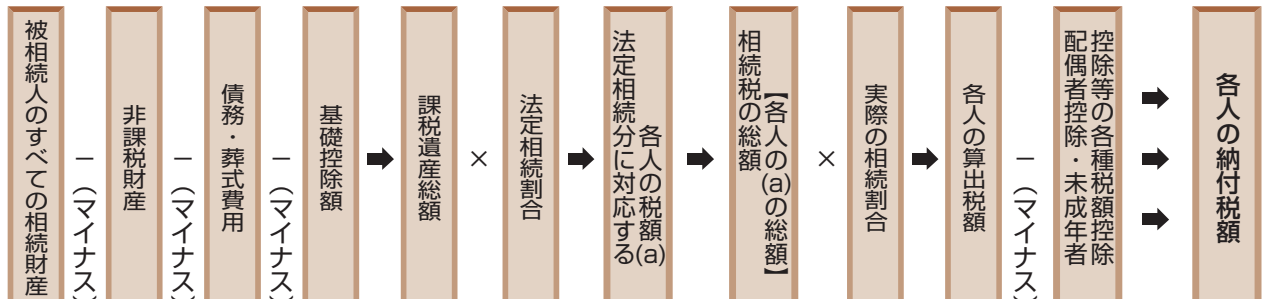 被相続人のすべての相続財産
－（マイナス）
非課税財産
－（マイナス）
債務・葬式費用
－（マイナス）
基礎控除額
➡
課税遺産総額
×
法定相続割合
➡
法定相続分に対応する
各人の税額(a)
➡
相続税の総額
【各人の(a)の総額】
×
実際の相続割合
➡
各人の算出税額
－（マイナス）
配偶者控除・未成年者
控除等の各種税額控除
➡
➡
➡
各人の納付税額